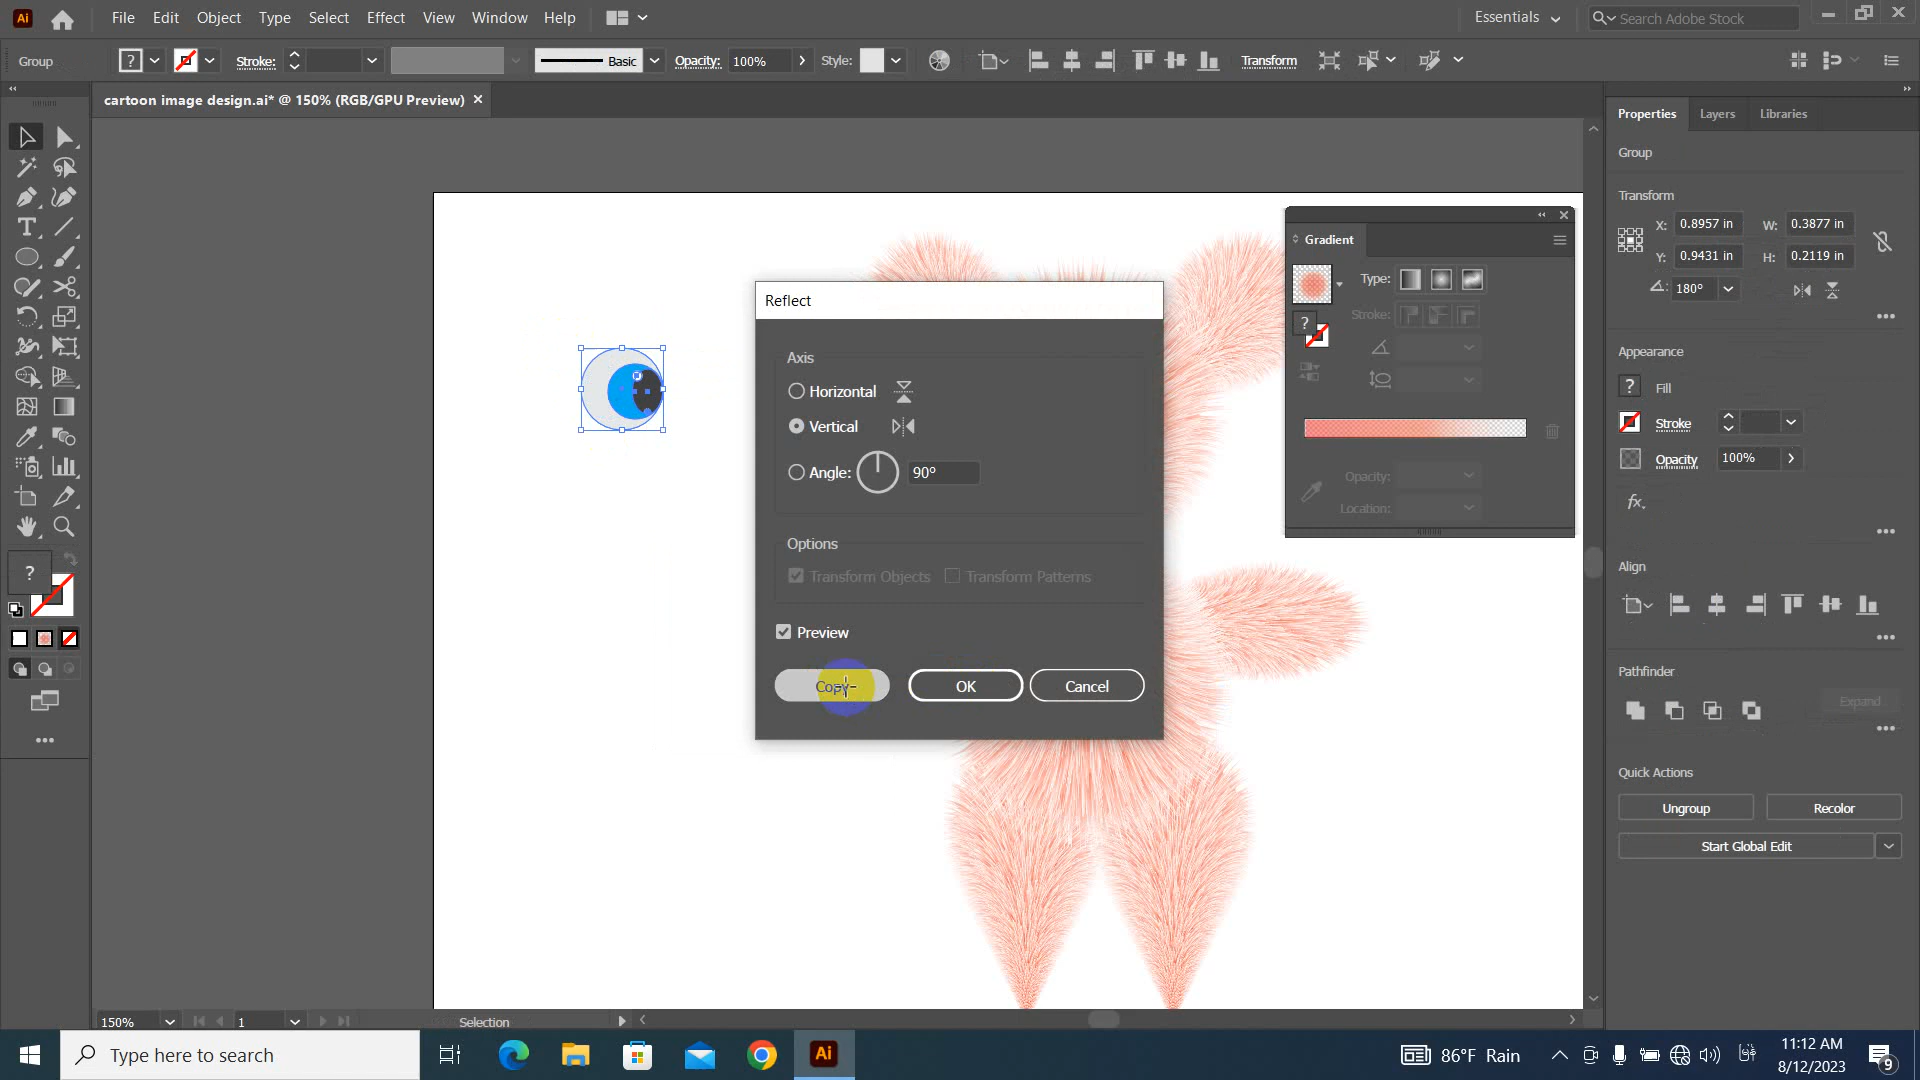 Ai File Edit Object Type Select Effect View Window Help Essentials Search Adobe Stock
Group ? Stroke: Basic Opacity: 100% Style: Transform
cartoon image design.ai* @ 150% (RGB/GPU Preview)
Properties Layers Libraries
Group
Transform
X: 0.8957 in W: 0.3877 in
Y: 0.9431 in H: 0.2119 in
180°
Appearance
? Fill
Stroke
Opacity 100%
fx.
Align
Pathfinder
Expand
Quick Actions
Ungroup Recolor
Start Global Edit
Gradient
Type:
Stroke:
?
Opacity:
Location:
Reflect
Axis
Horizontal
Vertical
Angle: 90°
Options
Transform Objects Transform Patterns
Preview
Copy OK Cancel
?
150% 1 Selection
Type here to search
Ai
86°F Rain
11:12 AM
8/12/2023
9